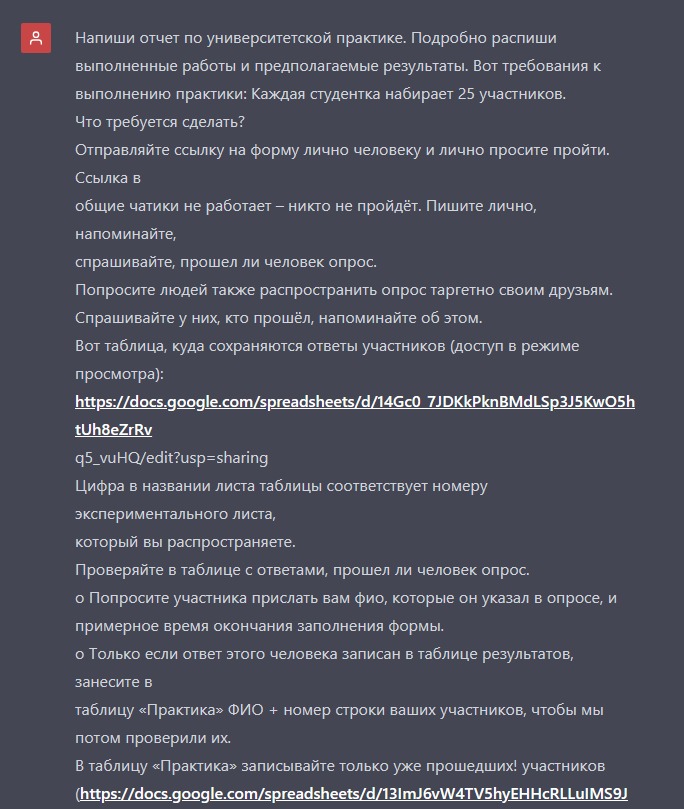 Напиши отчет по университетской практике. Подробно распиши
выполненные работы и предполагаемые результаты. Вот требования к
выполнению практики: Каждая студентка набирает 25 участников.
Что требуется сделать?
Отправляйте ссылку на форму лично человеку и лично просите пройти.
Ссылка в
общие чатики не работает – никто не пройдёт. Пишите лично,
напоминайте,
спрашивайте, прошел ли человек опрос.
Попросите людей также распространить опрос таргетно своим друзьям.
Спрашивайте у них, кто прошёл, напоминайте об этом.
Вот таблица, куда сохраняются ответы участников (доступ в режиме
просмотра):
https://docs.google.com/spreadsheets/d/14Gc0_7JDKkPknBMdLSp3J5KwO5h
tUh8eZrRv
q5_vuHQ/edit?usp=sharing
Цифра в названии листа таблицы соответствует номеру
экспериментального листа,
который вы распространяете.
Проверяйте в таблице с ответами, прошел ли человек опрос.
o Попросите участника прислать вам фио, которые он указал в опросе, и
примерное время окончания заполнения формы.
o Только если ответ этого человека записан в таблице результатов,
занесите в
таблицу «Практика» ФИО + номер строки ваших участников, чтобы мы
потом проверили их.
В таблицу «Практика» записывайте только уже прошедших! участников
(https://docs.google.com/spreadsheets/d/13ImJ6vW4TV5hyEHHcRLLuIMS9J